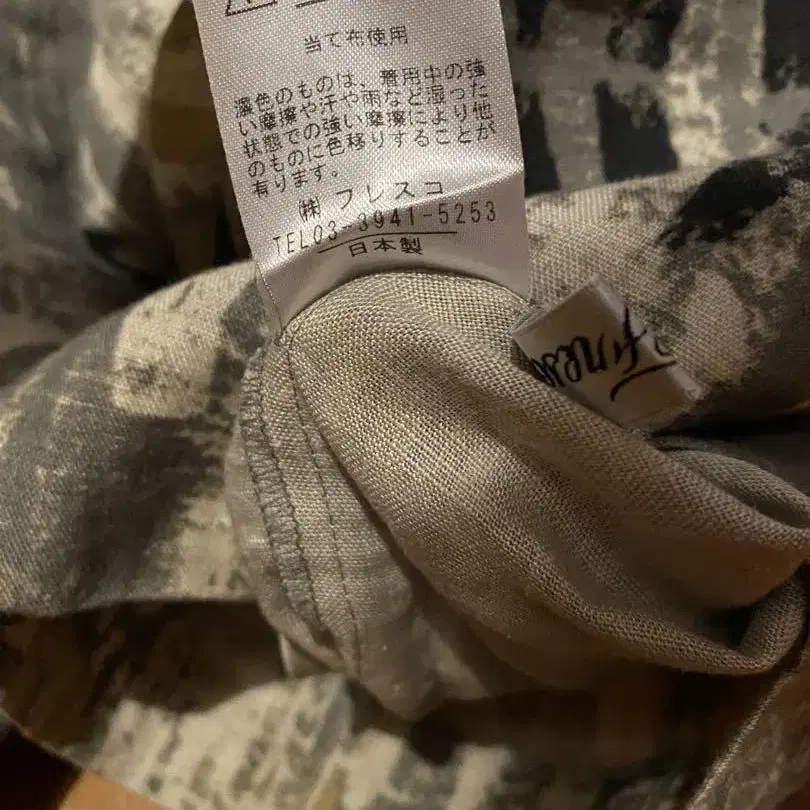 当て布使用
濃色のものは、着用中の強
い摩擦や汗や雨など湿った
状態での強い摩擦により他
のものに色移りすることが
有ります。
㈱ フレスコ
TEL03-3941-5253
日本製